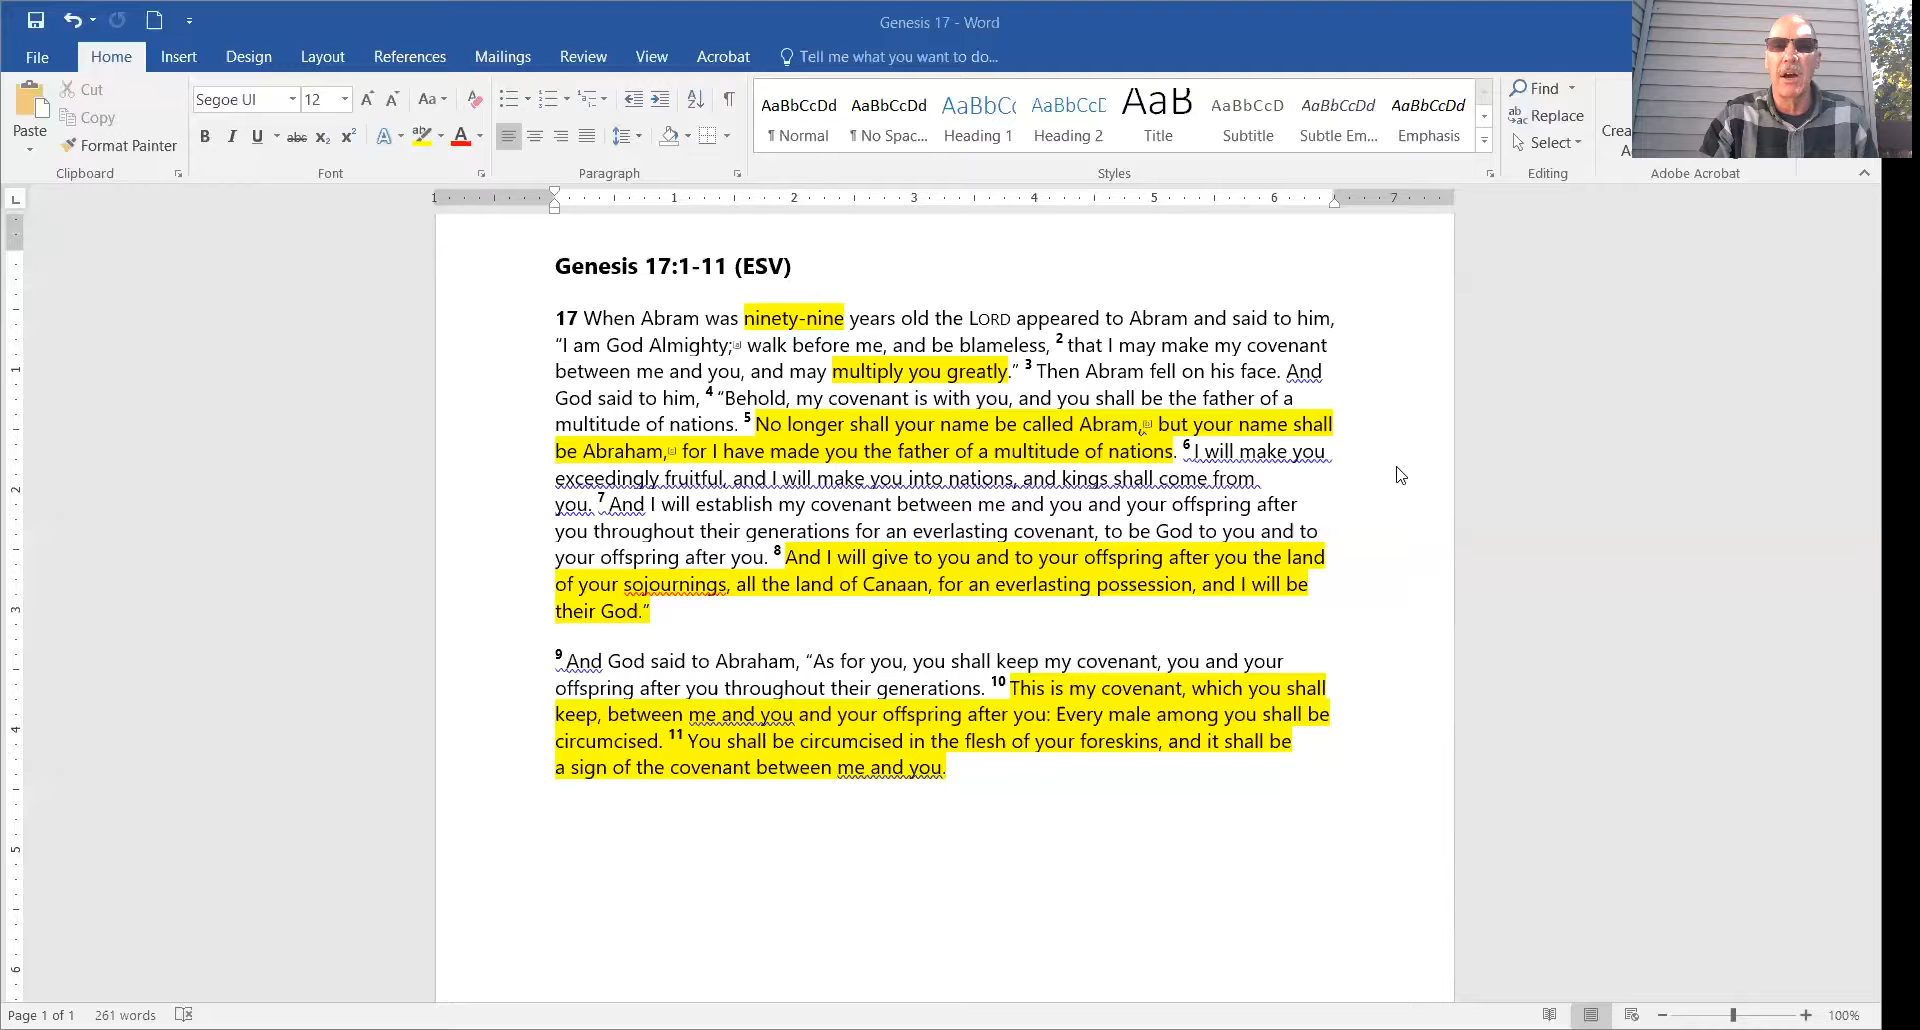 Genesis 17 - Word
File Home Insert Design Layout References Mailings Review View Acrobat Tell me what you want to do...
Paste
Cut
Copy
Format Painter
Clipboard
Segoe UI 12
Font
Paragraph
AaBbCcDd AaBbCcDd AaBbCc AaBbCcC AaB AaBbCcD AaBbCcDd AaBbCcDd
¶ Normal ¶ No Spac... Heading 1 Heading 2 Title Subtitle Subtle Em... Emphasis
Styles
Find
Replace
Select
Editing
Adobe Acrobat
1 1 2 3 4 5 6 7
Genesis 17:1-11 (ESV)
17 When Abram was ninety-nine years old the LORD appeared to Abram and said to him,
“I am God Almighty; walk before me, and be blameless, 2 that I may make my covenant
between me and you, and may multiply you greatly.” 3 Then Abram fell on his face. And
God said to him, 4 “Behold, my covenant is with you, and you shall be the father of a
multitude of nations. 5 No longer shall your name be called Abram, but your name shall
be Abraham, for I have made you the father of a multitude of nations. 6 I will make you
exceedingly fruitful, and I will make you into nations, and kings shall come from
you. 7 And I will establish my covenant between me and you and your offspring after
you throughout their generations for an everlasting covenant, to be God to you and to
your offspring after you. 8 And I will give to you and to your offspring after you the land
of your sojournings, all the land of Canaan, for an everlasting possession, and I will be
their God.”
9 And God said to Abraham, “As for you, you shall keep my covenant, you and your
offspring after you throughout their generations. 10 This is my covenant, which you shall
keep, between me and you and your offspring after you: Every male among you shall be
circumcised. 11 You shall be circumcised in the flesh of your foreskins, and it shall be
a sign of the covenant between me and you.
1
2
3
4
5
6
Page 1 of 1 261 words 100%